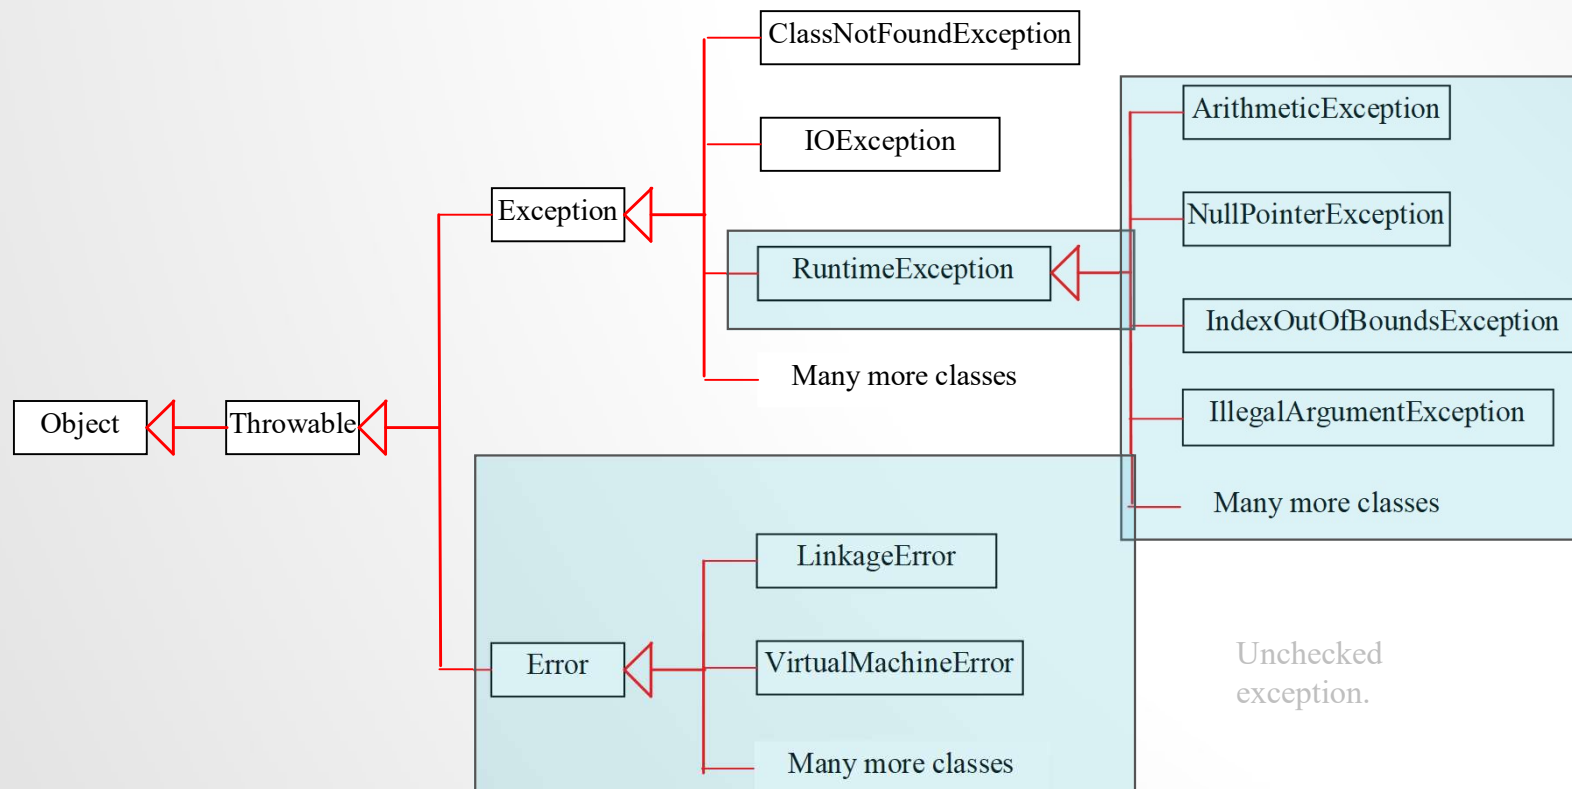 ClassNotFoundException
ArithmeticException
IOException
NullPointerException
Exception
RuntimeException
IndexOutOfBoundsException
Many more classes
Object
Throwable
IllegalArgumentException
Many more classes
LinkageError
Error
VirtualMachineError
Unchecked
exception.
Many more classes